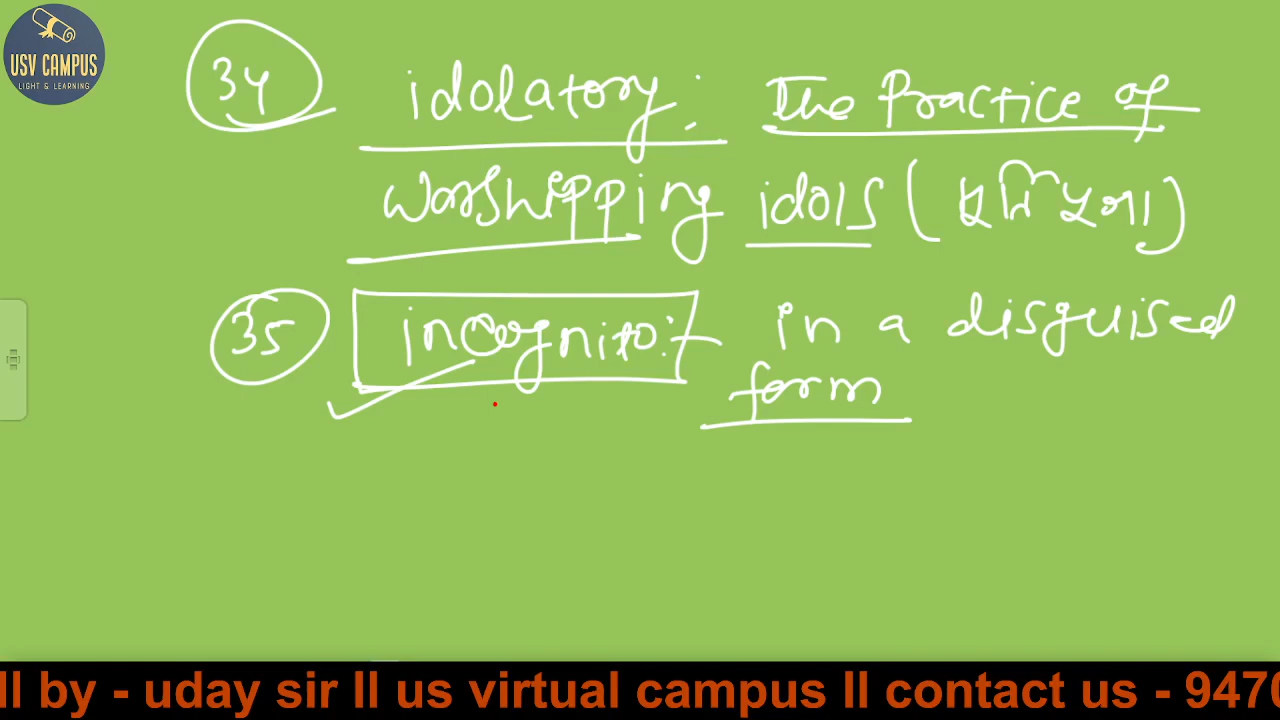 USV CAMPUS
LIGHT & LEARNING
34 idolatory: The Practice of
worshipping idols (मूर्ति पूजा)
35 incognito:- in a disguised
form
ll by - uday sir ll us virtual campus ll contact us - 9470